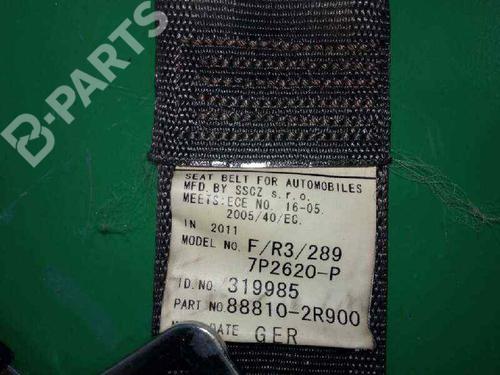 B-PARTS
SEAT BELT FOR AUTOMOBILES
MFD. BY SSCZ s.r.o.
MEETS:ECE NO. 16-05.
2005/40/EC.
IN 2011
MODEL NO. F/R3/289
7P2620-P
ID.NO. 319985
PART NO. 88810-2R900
DATE GER